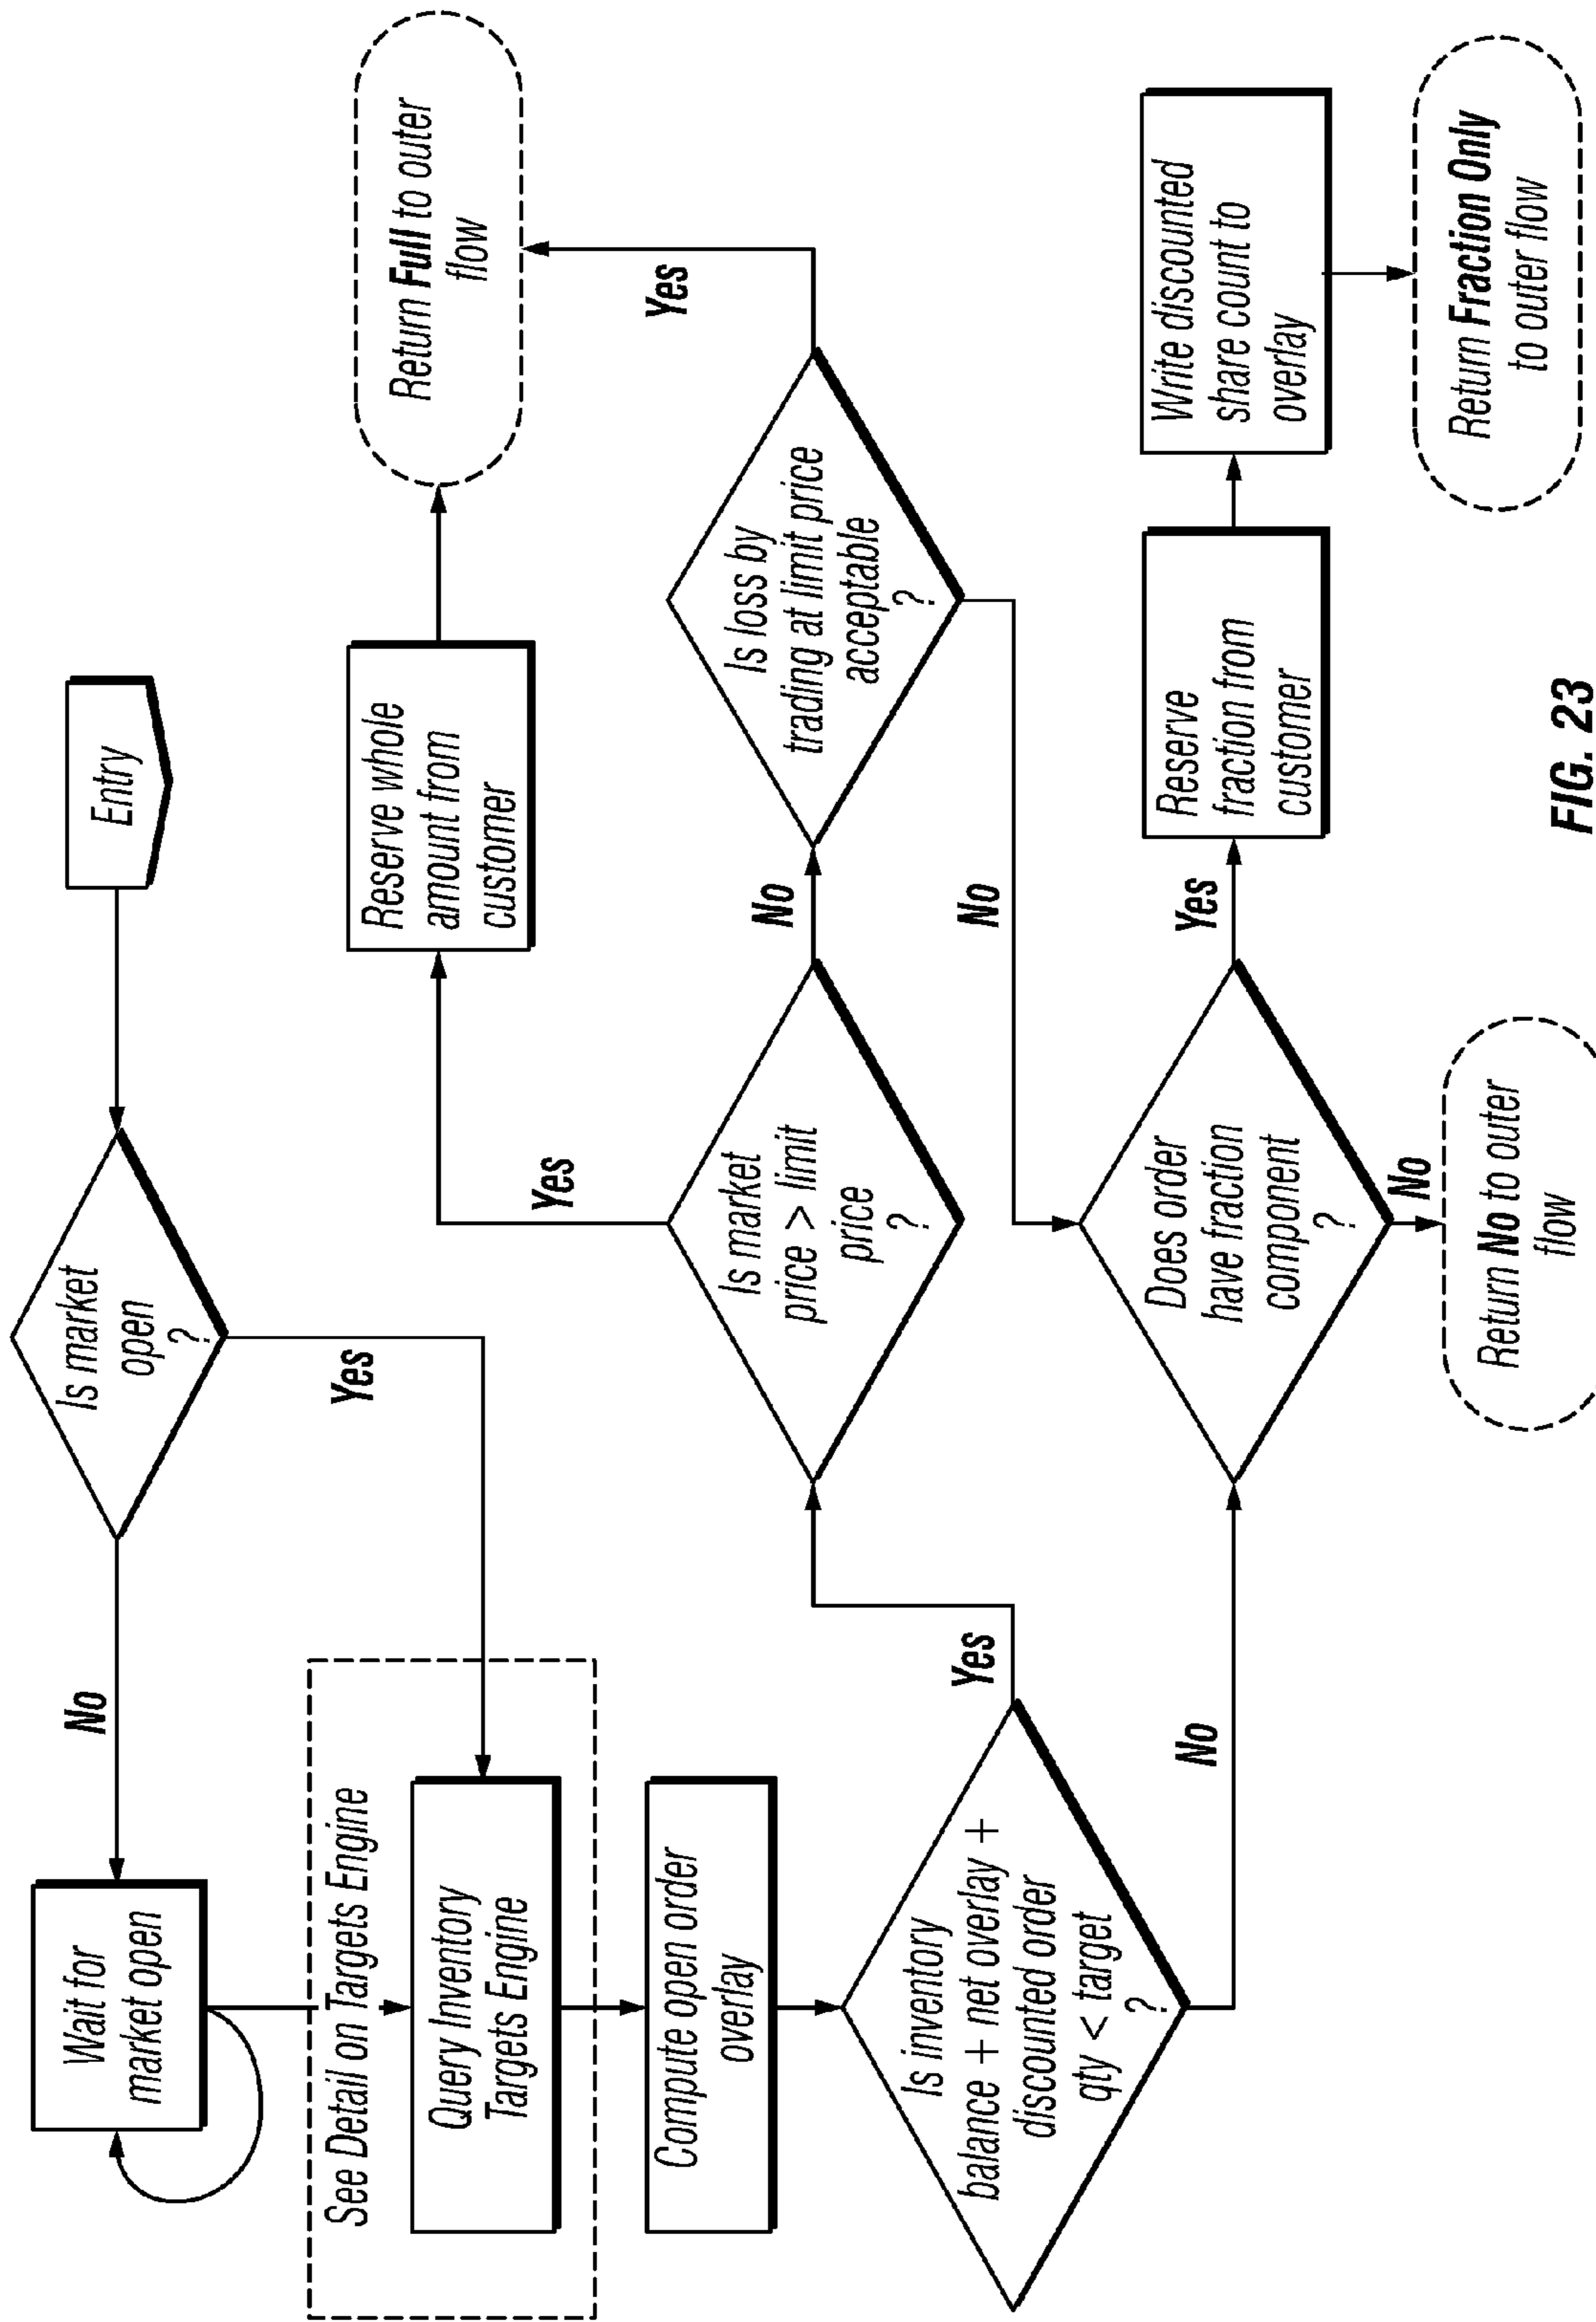 Entry
Is market
open
?
No
Yes
Wait for
market open
See Detail on Targets Engine
Query Inventory
Targets Engine
Compute open order
overlay
Is inventory
balance + net overlay +
discounted order
qty < target
?
Yes
No
Is market
price > limit
price
?
Yes
No
Reserve whole
amount from
customer
Return Full to outer
flow
Is loss by
trading at limit price
acceptable
?
Yes
No
Does order
have fraction
component
?
Yes
No
Reserve
fraction from
customer
Write discounted
share count to
overlay
Return Fraction Only
to outer flow
Return No to outer
flow
FIG. 23